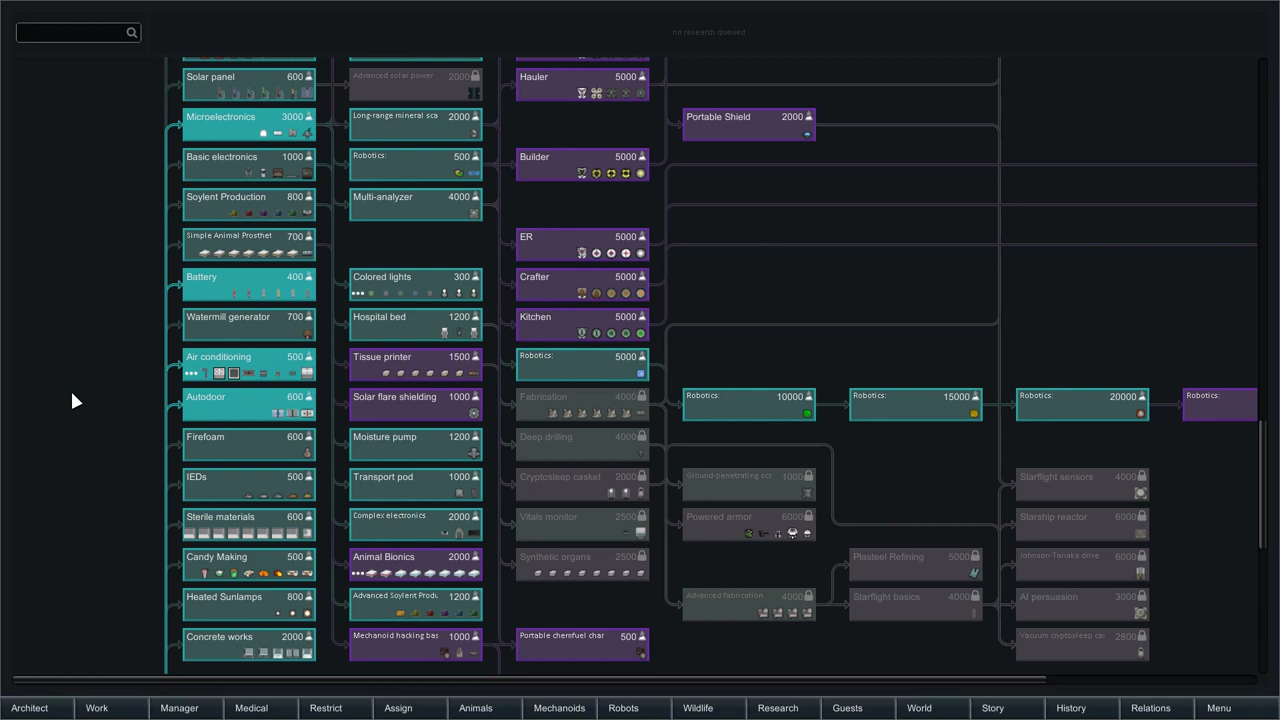 no research queued
Solar panel 600
Advanced solar power 2000
Hauler 5000
Microelectronics 3000
Long-range mineral sca 2000
Portable Shield 2000
Basic electronics 1000
Robotics: 500
Builder 5000
Soylent Production 800
Multi-analyzer 4000
Simple Animal Prosthet 700
ER 5000
Battery 400
Colored lights 300
Crafter 5000
Watermill generator 700
Hospital bed 1200
Kitchen 5000
Air conditioning 500
Tissue printer 1500
Robotics: 5000
Autodoor 600
Solar flare shielding 1000
Fabrication 4000
Robotics: 10000
Robotics: 15000
Robotics: 20000
Robotics:
Firefoam 600
Moisture pump 1200
Deep drilling 4000
IEDs 500
Transport pod 1000
Cryptosleep casket 2000
Ground-penetrating sca 1000
Starflight sensors 4000
Sterile materials 600
Complex electronics 2000
Vitals monitor 2500
Powered armor 6000
Starship reactor 6000
Candy Making 500
Animal Bionics 2000
Synthetic organs 2500
Plasteel Refining 5000
Johnson-Tanaka drive 6000
Heated Sunlamps 800
Advanced Soylent Produ 1200
Advanced fabrication 4000
Starflight basics 4000
AI persuasion 3000
Concrete works 2000
Mechanoid hacking bas 1000
Portable chemfuel char 500
Vacuum cryptosleep cas 2800
Architect Work Manager Medical Restrict Assign Animals Mechanoids Robots Wildlife Research Guests World Story History Relations Menu